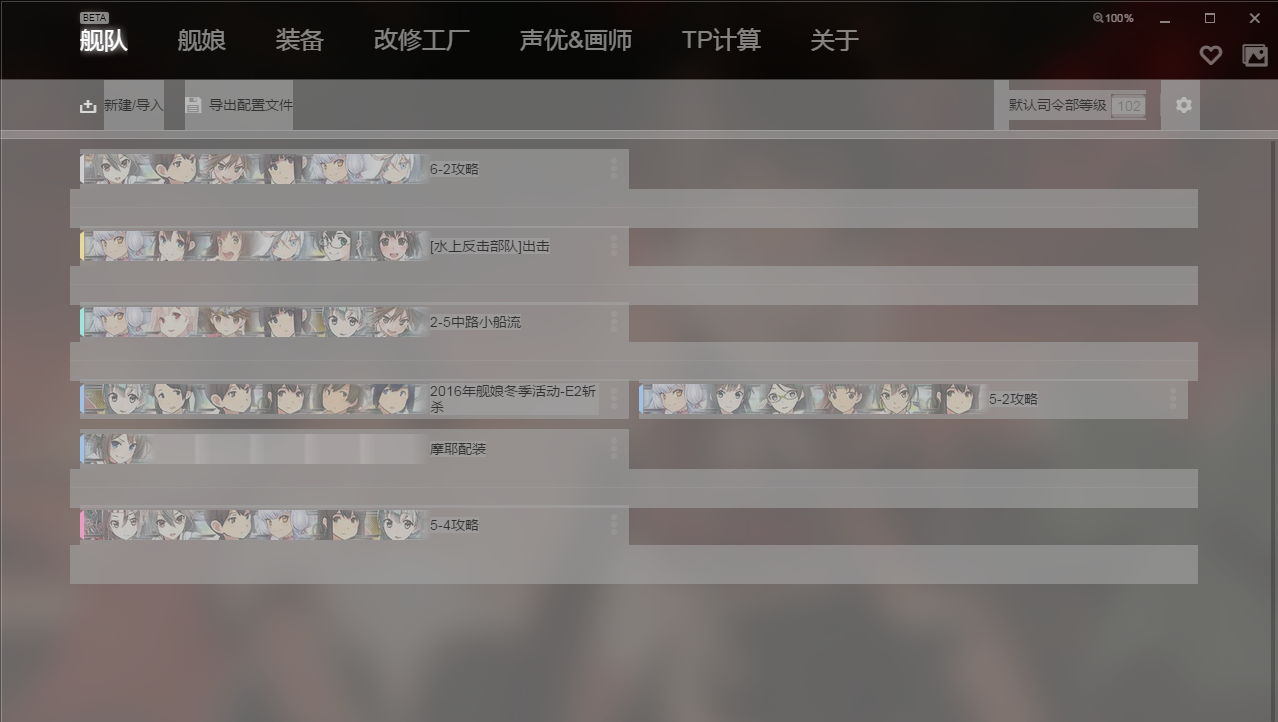 BETA
100%
舰队 舰娘 装备 改修工厂 声优&画师 TP计算 关于
新建/导入 导出配置文件 默认司令部等级 102
6-2攻略
[水上反击部队]出击
2-5中路小船流
2016年舰娘冬季活动-E2斩
杀
5-2攻略
摩耶配装
5-4攻略